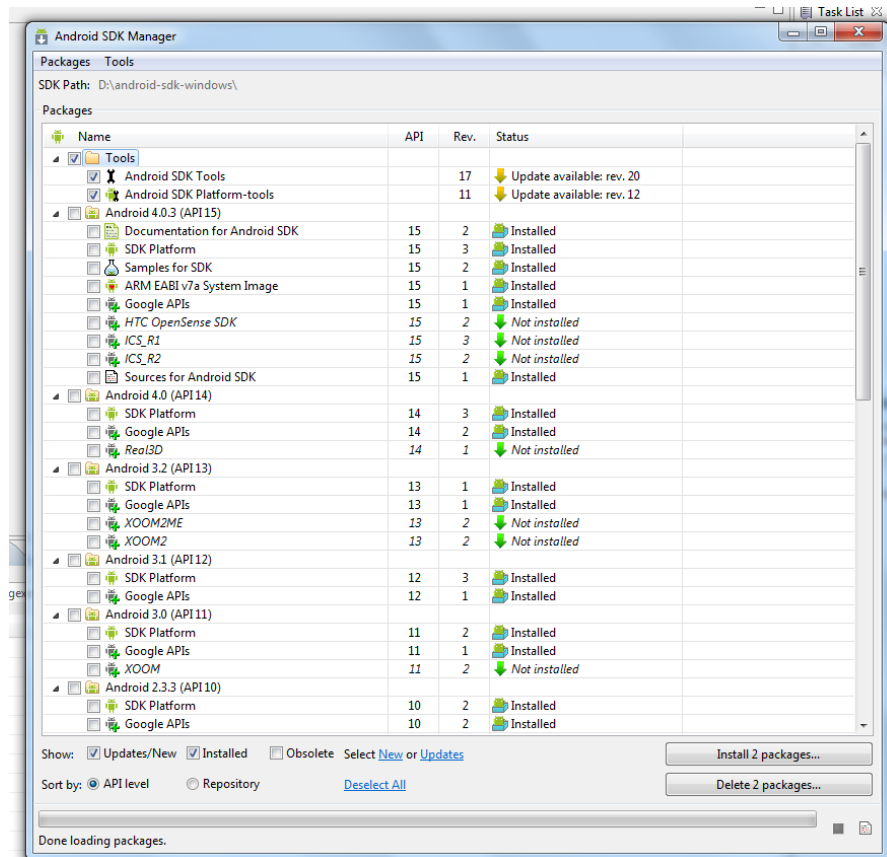 Task List
Android SDK Manager
Packages Tools
SDK Path: D:\android-sdk-windows\
Packages
Name API Rev. Status
Tools
Android SDK Tools 17 Update available: rev. 20
Android SDK Platform-tools 11 Update available: rev. 12
Android 4.0.3 (API 15)
Documentation for Android SDK 15 2 Installed
SDK Platform 15 3 Installed
Samples for SDK 15 2 Installed
ARM EABI v7a System Image 15 1 Installed
Google APIs 15 1 Installed
HTC OpenSense SDK 15 2 Not installed
ICS_R1 15 3 Not installed
ICS_R2 15 2 Not installed
Sources for Android SDK 15 1 Installed
Android 4.0 (API 14)
SDK Platform 14 3 Installed
Google APIs 14 2 Installed
Real3D 14 1 Not installed
Android 3.2 (API 13)
SDK Platform 13 1 Installed
Google APIs 13 1 Installed
XOOM2ME 13 2 Not installed
XOOM2 13 2 Not installed
Android 3.1 (API 12)
SDK Platform 12 3 Installed
Google APIs 12 1 Installed
Android 3.0 (API 11)
SDK Platform 11 2 Installed
Google APIs 11 1 Installed
XOOM 11 2 Not installed
Android 2.3.3 (API 10)
SDK Platform 10 2 Installed
Google APIs 10 2 Installed
Show: Updates/New Installed Obsolete Select New or Updates Install 2 packages...
Sort by: API level Repository Deselect All Delete 2 packages...
Done loading packages.